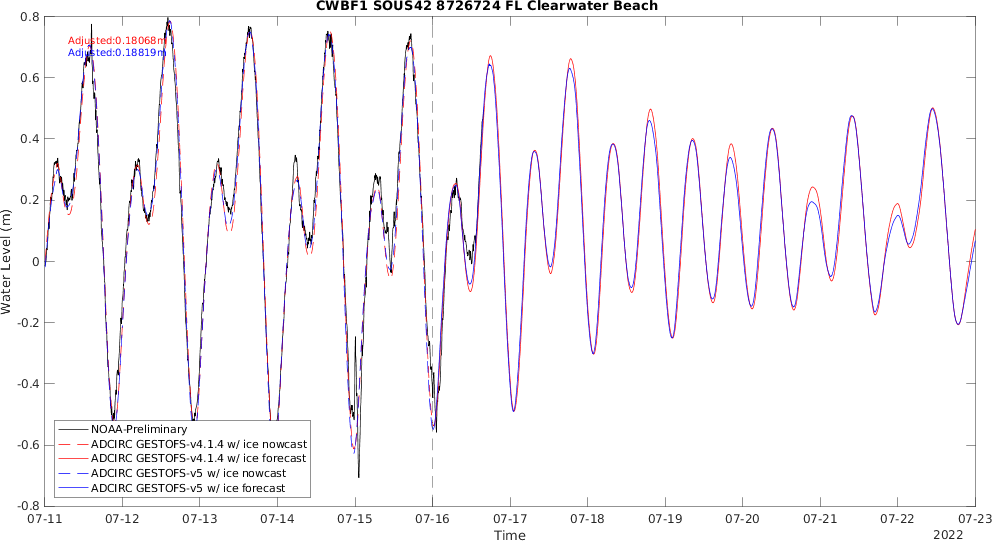 CWBF1 SOUS42 8726724 FL Clearwater Beach
0.8
Adjusted:0.18068m
Adjusted:0.18819m
0.6
0.4
0.2
0
-0.2
-0.4
-0.6
-0.8
Water Level (m)
NOAA-Preliminary
ADCIRC GESTOFS-v4.1.4 w/ ice nowcast
ADCIRC GESTOFS-v4.1.4 w/ ice forecast
ADCIRC GESTOFS-v5 w/ ice nowcast
ADCIRC GESTOFS-v5 w/ ice forecast
07-11 07-12 07-13 07-14 07-15 07-16 07-17 07-18 07-19 07-20 07-21 07-22 07-23
Time
2022